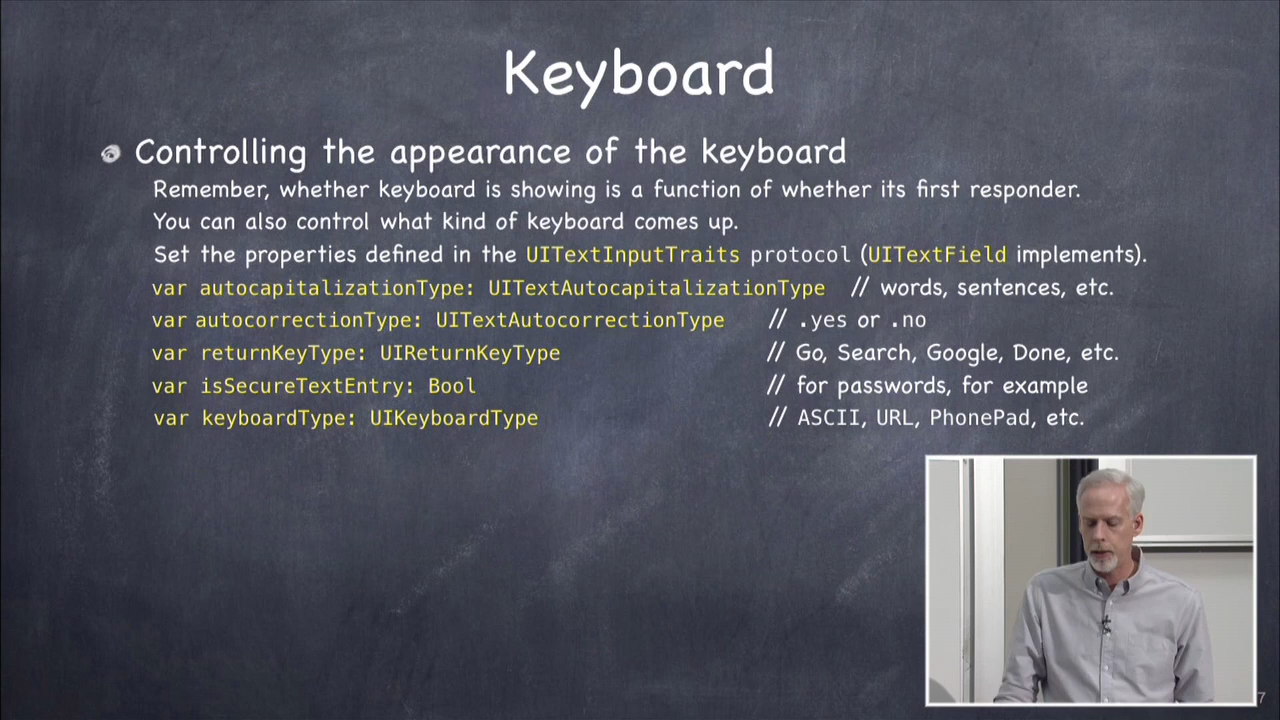 Keyboard
Controlling the appearance of the keyboard
Remember, whether keyboard is showing is a function of whether its first responder.
You can also control what kind of keyboard comes up.
Set the properties defined in the UITextInputTraits protocol (UITextField implements).
var autocapitalizationType: UITextAutocapitalizationType // words, sentences, etc.
var autocorrectionType: UITextAutocorrectionType // .yes or .no
var returnKeyType: UIReturnKeyType // Go, Search, Google, Done, etc.
var isSecureTextEntry: Bool // for passwords, for example
var keyboardType: UIKeyboardType // ASCII, URL, PhonePad, etc.